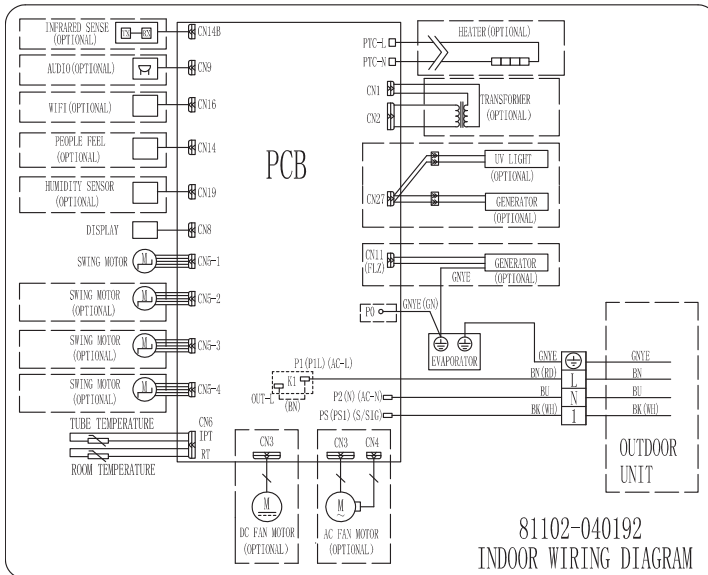 INFRARED SENSE
(OPTIONAL)
CN14B
AUDIO(OPTIONAL)
CN9
WIFI(OPTIONAL)
CN16
PEOPLE FEEL
(OPTIONAL)
CN14
HUMIDITY SENSOR
(OPTIONAL)
CN19
DISPLAY
CN8
SWING MOTOR
M
CN5-1
SWING MOTOR
(OPTIONAL)
M
CN5-2
SWING MOTOR
(OPTIONAL)
M
CN5-3
SWING MOTOR
(OPTIONAL)
M
CN5-4
TUBE TEMPERATURE
CN6
IPT
RT
ROOM TEMPERATURE
PCB
PTC-L
PTC-N
HEATER(OPTIONAL)
CN1
CN2
TRANSFORMER
(OPTIONAL)
CN27
UV LIGHT
(OPTIONAL)
GENERATOR
(OPTIONAL)
CN11
(FLZ)
GENERATOR
(OPTIONAL)
GNYE
P0
GNYE(GN)
EVAPORATOR
P1(P1L)(AC-L)
K1
OUT-L
(BN)
P2(N)(AC-N)
PS(PS1)(S/SIG)
GNYE
BN(RD)
BU
BK(WH)
L
N
1
GNYE
BN
BU
BK(WH)
OUTDOOR
UNIT
CN3
M
DC FAN MOTOR
(OPTIONAL)
CN3
CN4
M
~
AC FAN MOTOR
(OPTIONAL)
81102-040192
INDOOR WIRING DIAGRAM